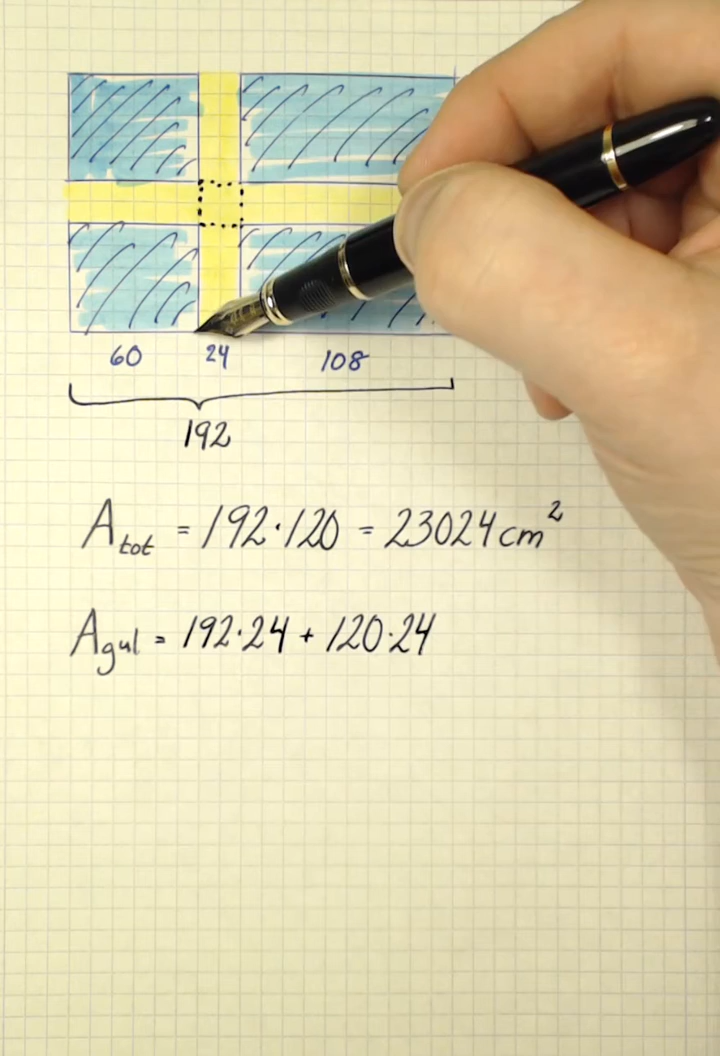 60 24 108
192
A_tot = 192·120 = 23024 cm²
A_gul = 192·24 + 120·24